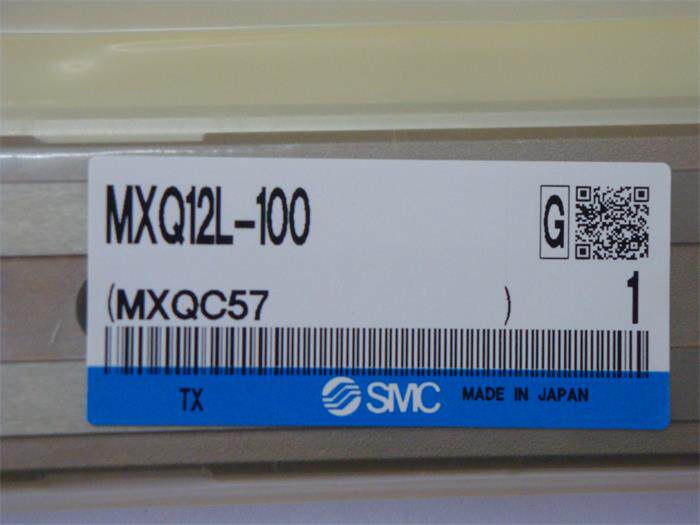 MXQ12L-100
G
(MXQC57 )
1
TX
SMC
MADE IN JAPAN